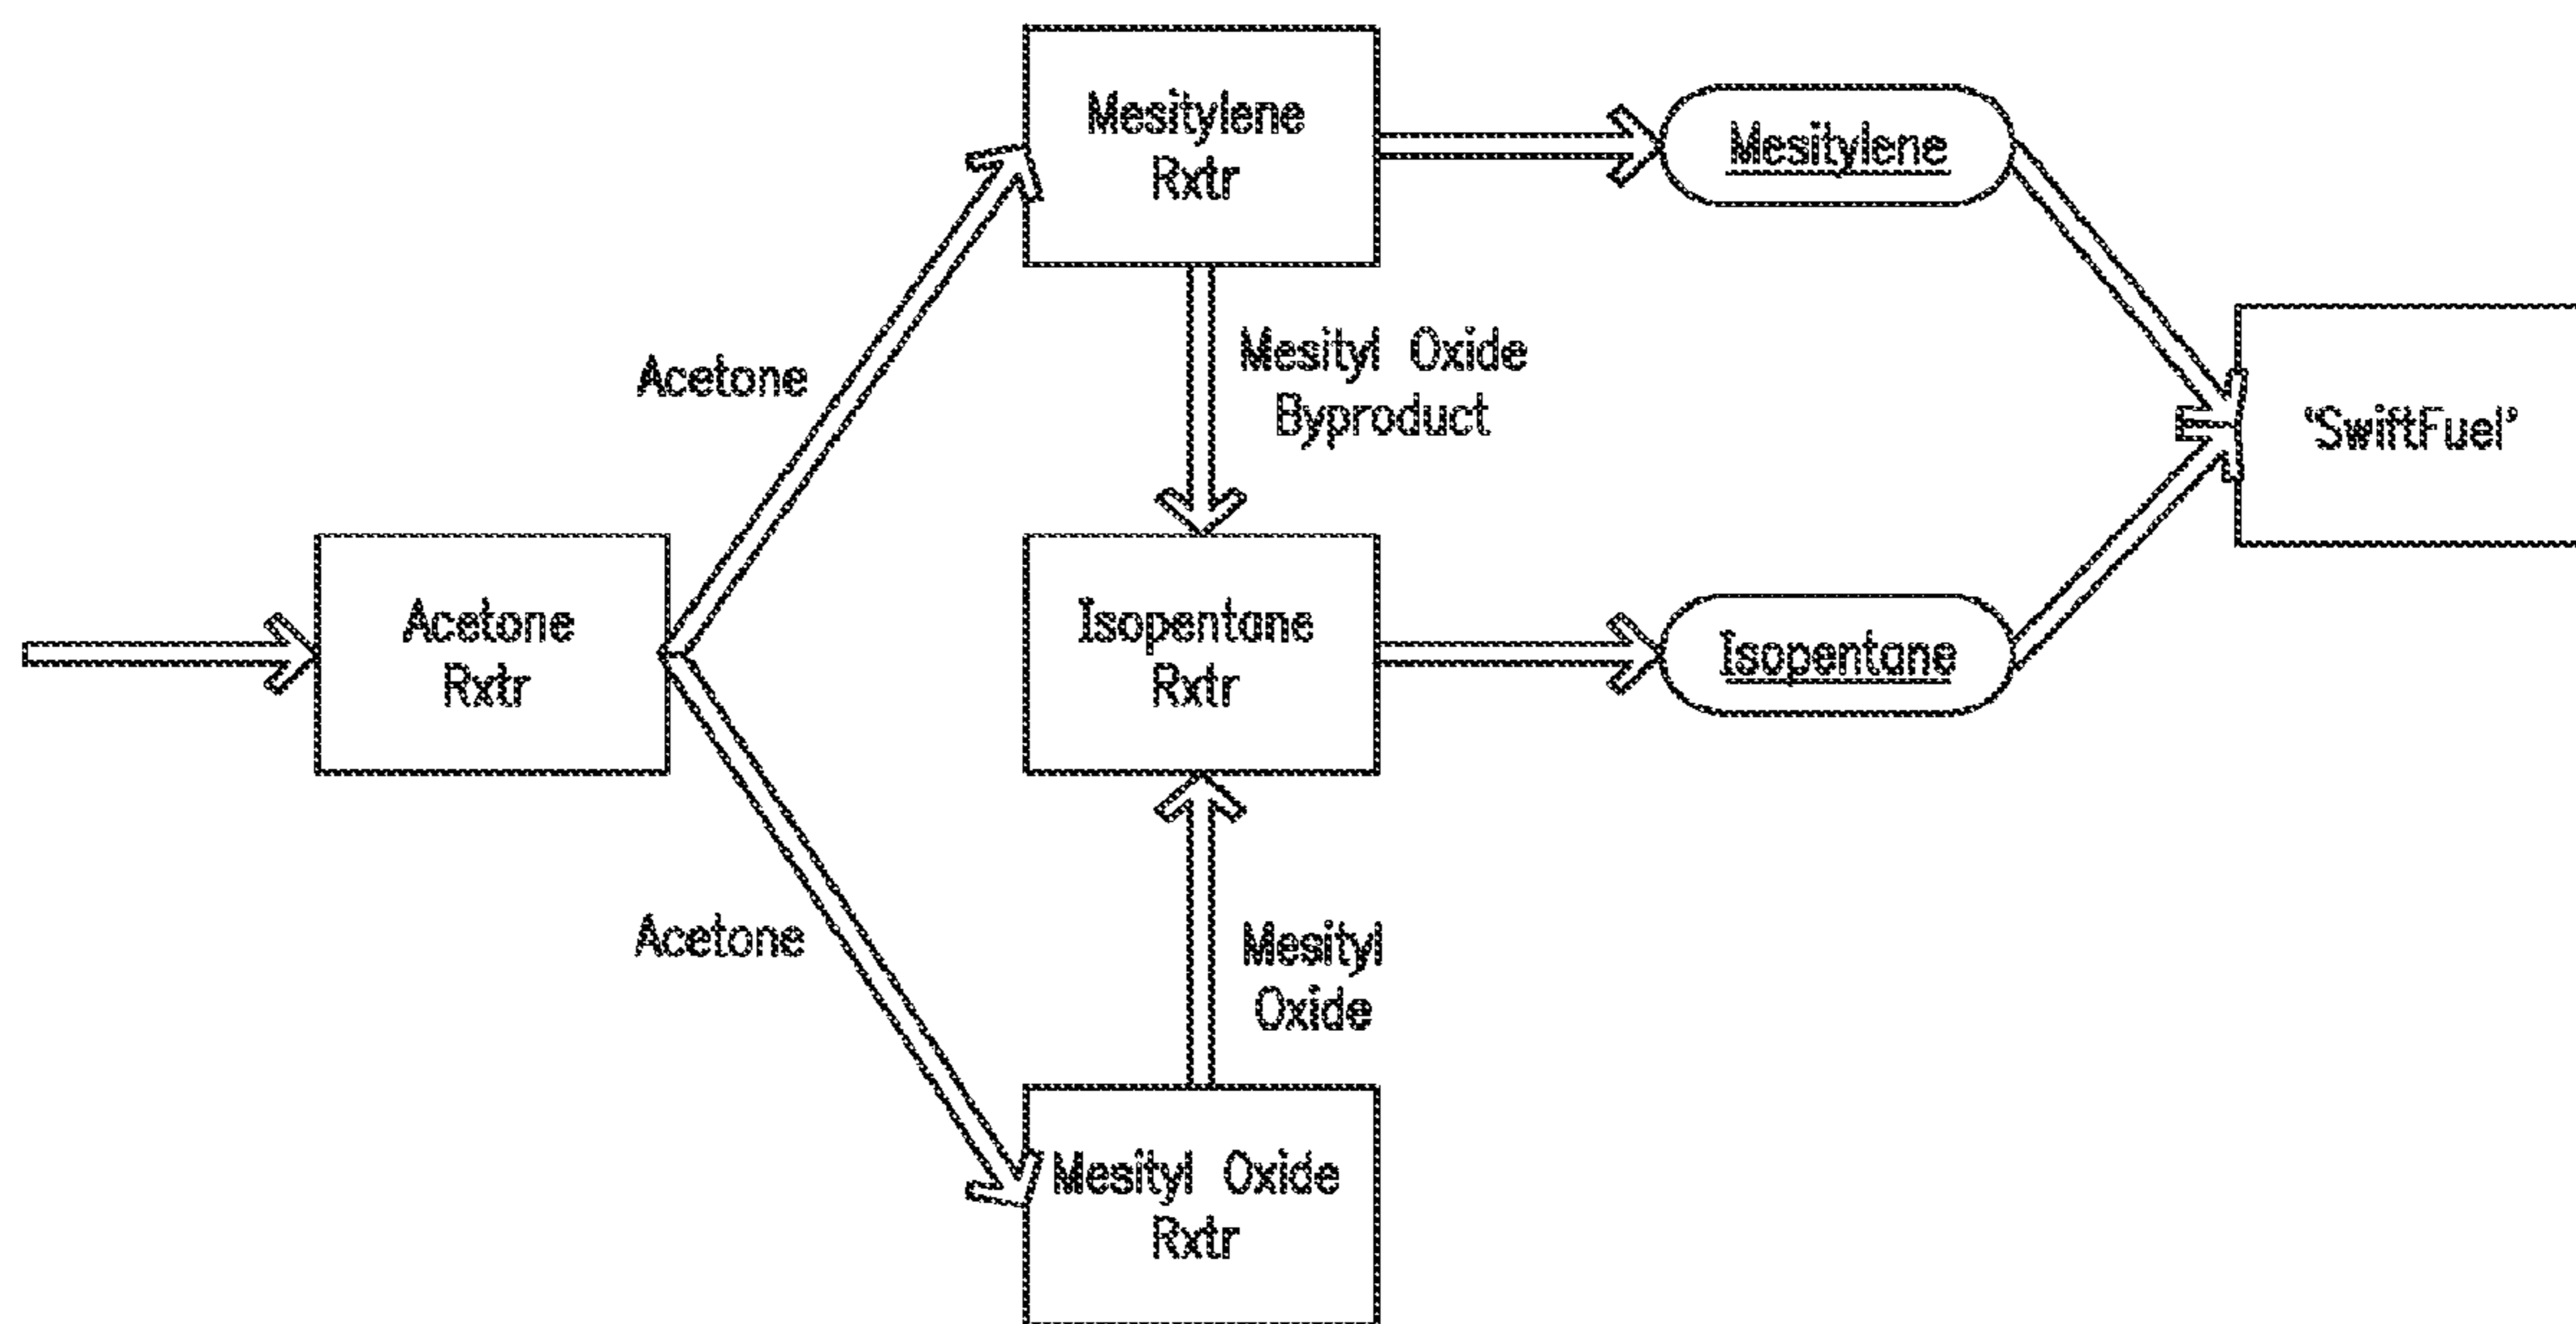 Mesitylene
Rxtr
Mesitylene
Acetone
Mesityl Oxide
Byproduct
'SwiftFuel'
Acetone
Rxtr
Isopentane
Rxtr
Isopentane
Acetone
Mesityl
Oxide
Mesityl Oxide
Rxtr